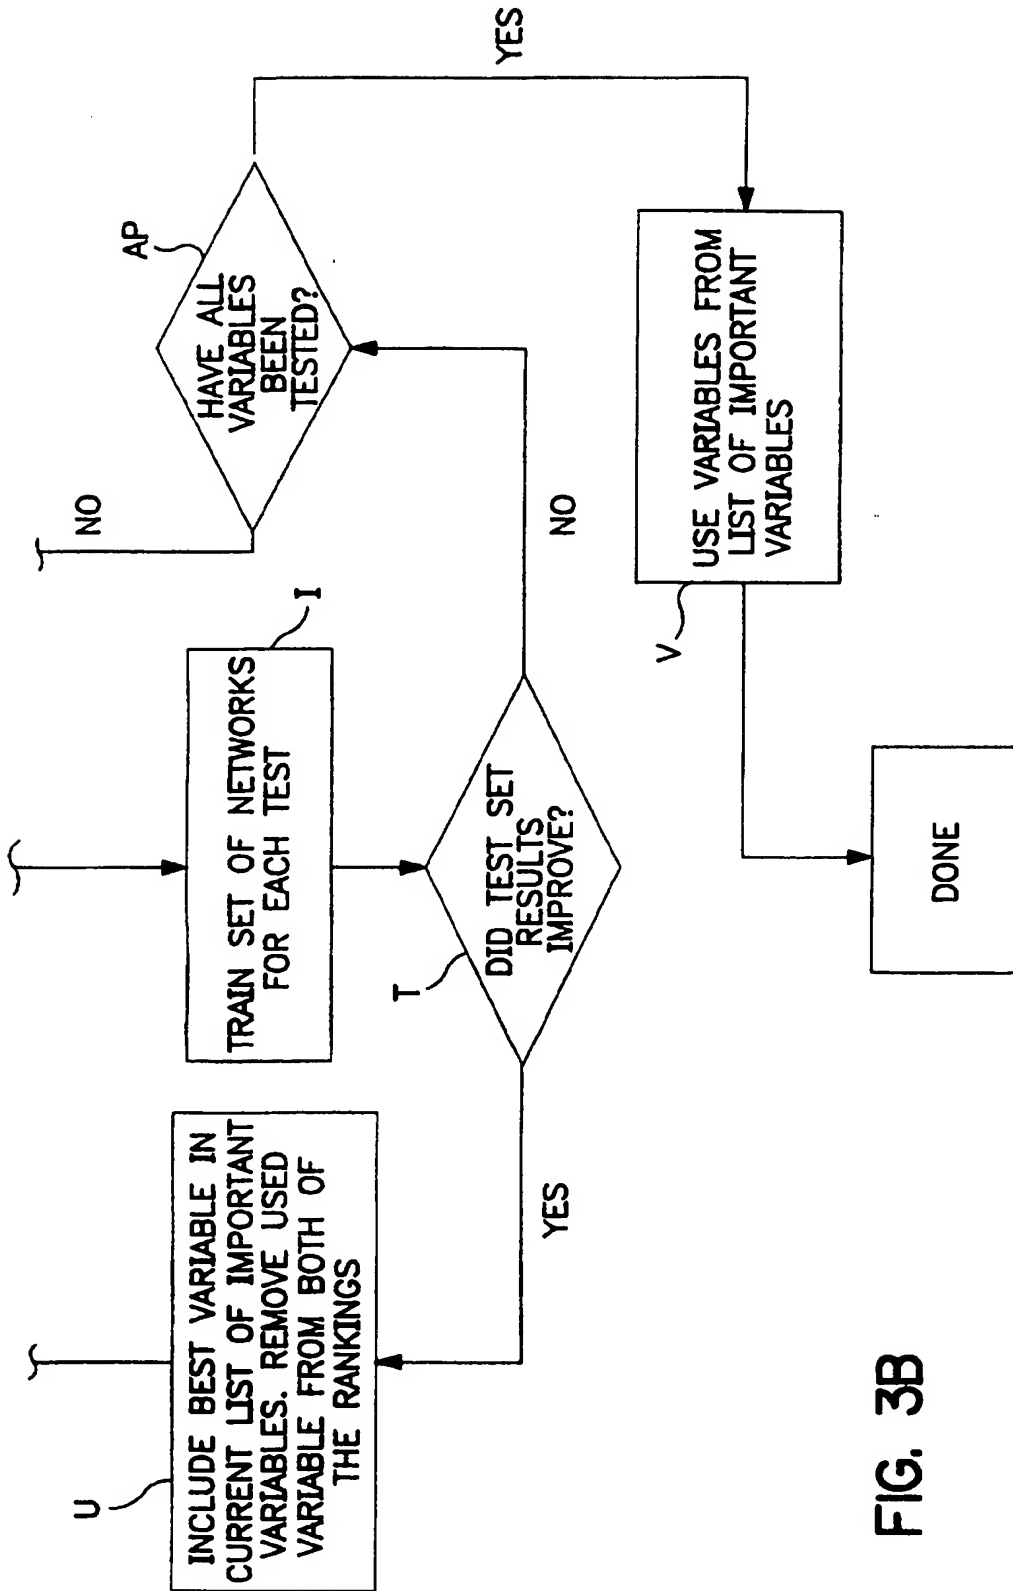 U
INCLUDE BEST VARIABLE IN
CURRENT LIST OF IMPORTANT
VARIABLES. REMOVE USED
VARIABLE FROM BOTH OF
THE RANKINGS
I
TRAIN SET OF NETWORKS
FOR EACH TEST
NO
AP
HAVE ALL
VARIABLES
BEEN
TESTED?
YES
T
DID TEST SET
RESULTS
IMPROVE?
YES
NO
V
USE VARIABLES FROM
LIST OF IMPORTANT
VARIABLES
DONE
FIG. 3B